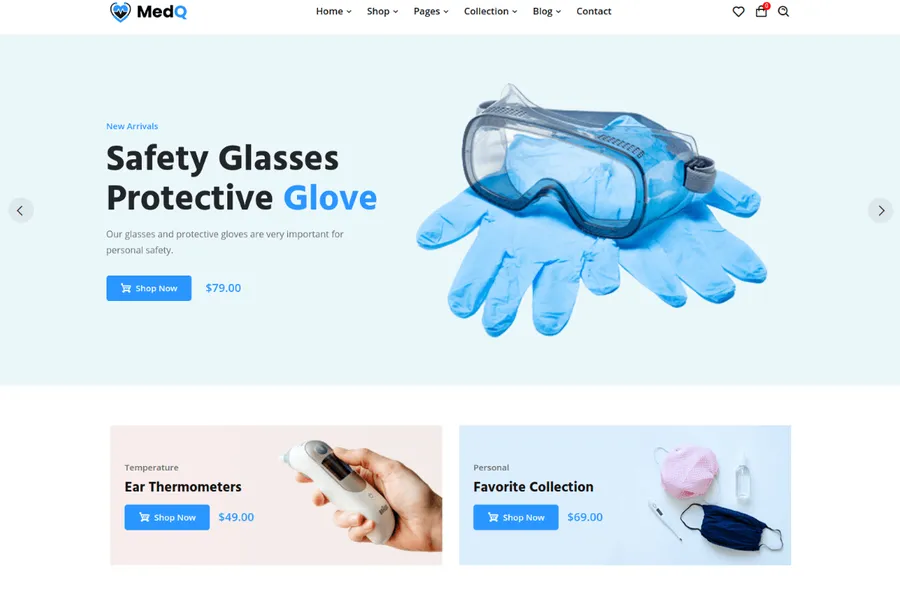 MedQ
Home Shop Pages Collection Blog Contact
New Arrivals
Safety Glasses
Protective Glove
Our glasses and protective gloves are very important for
personal safety.
Shop Now $79.00
Temperature
Ear Thermometers
Shop Now $49.00
Personal
Favorite Collection
Shop Now $69.00